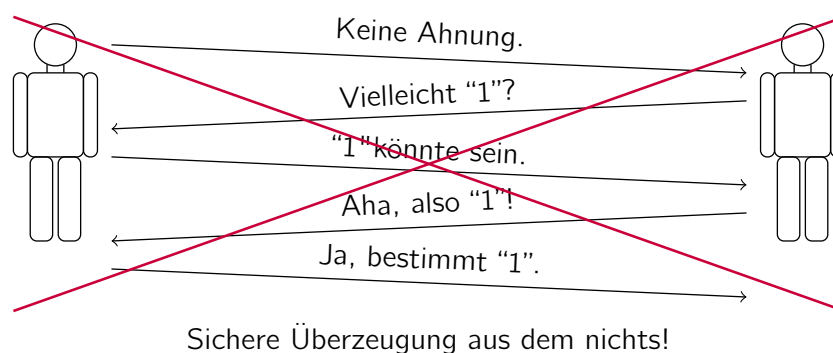 Keine Ahnung.
Vielleicht “1”?
“1”könnte sein.
Aha, also “1”!
Ja, bestimmt “1”.
Sichere Überzeugung aus dem nichts!